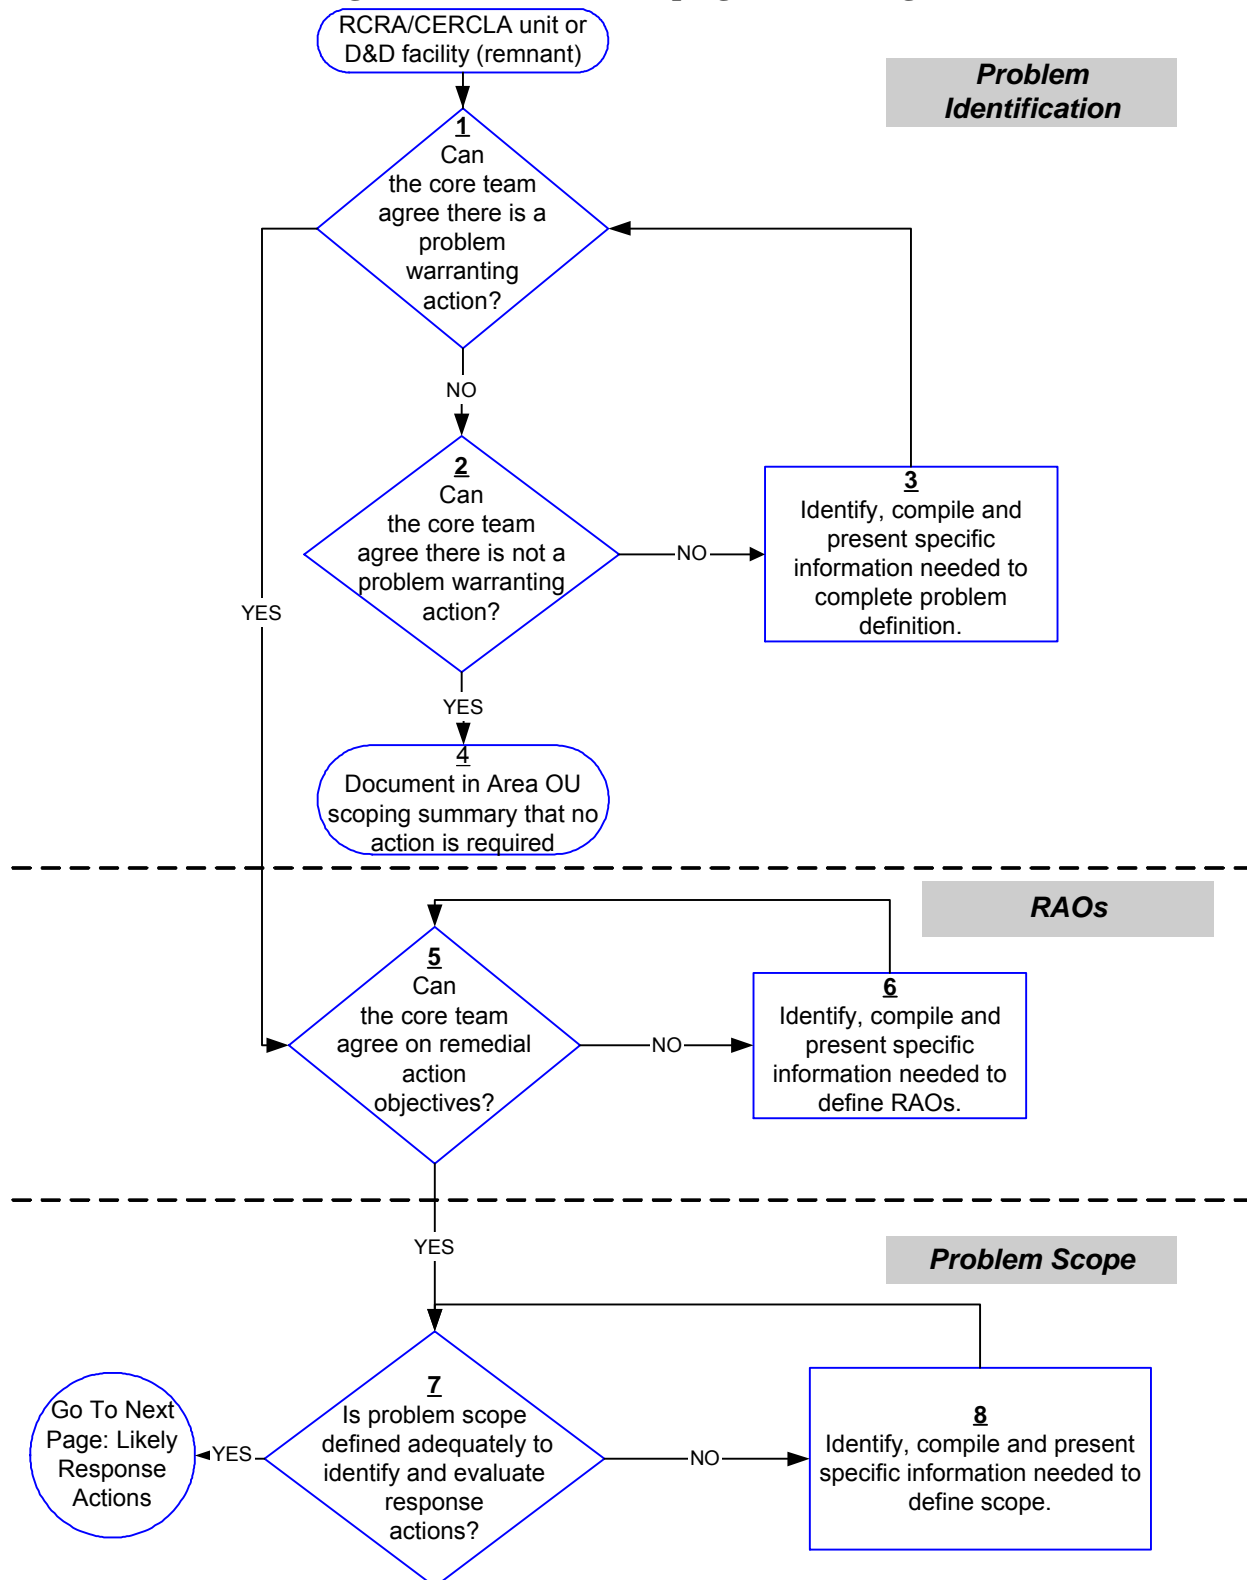 RCRA/CERCLA unit or
D&D facility (remnant)
Problem
Identification
1
Can
the core team
agree there is a
problem
warranting
action?
NO
YES
2
Can
the core team
agree there is not a
problem warranting
action?
NO
3
Identify, compile and
present specific
information needed to
complete problem
definition.
YES
4
Document in Area OU
scoping summary that no
action is required
RAOs
5
Can
the core team
agree on remedial
action
objectives?
NO
6
Identify, compile and
present specific
information needed to
define RAOs.
YES
Problem Scope
7
Is problem scope
defined adequately to
identify and evaluate
response
actions?
YES
Go To Next
Page: Likely
Response
Actions
NO
8
Identify, compile and present
specific information needed to
define scope.